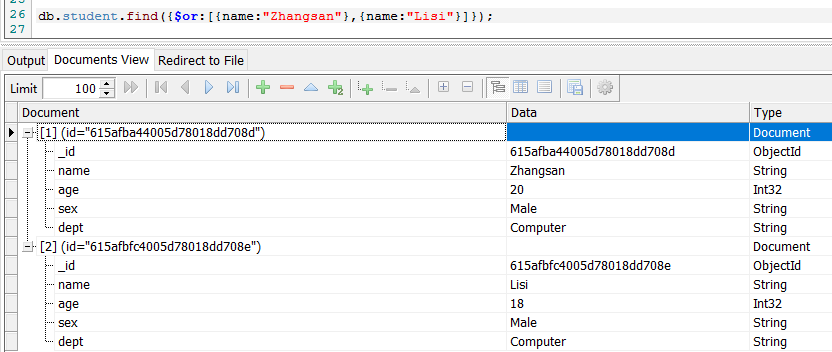 25
26 db.student.find({$or:[{name:"Zhangsan"},{name:"Lisi"}]});
27
Output Documents View Redirect to File
Limit 100
Document Data Type
[1] (id="615afba44005d78018dd708d") Document
_id 615afba44005d78018dd708d ObjectId
name Zhangsan String
age 20 Int32
sex Male String
dept Computer String
[2] (id="615afbfc4005d78018dd708e") Document
_id 615afbfc4005d78018dd708e ObjectId
name Lisi String
age 18 Int32
sex Male String
dept Computer String